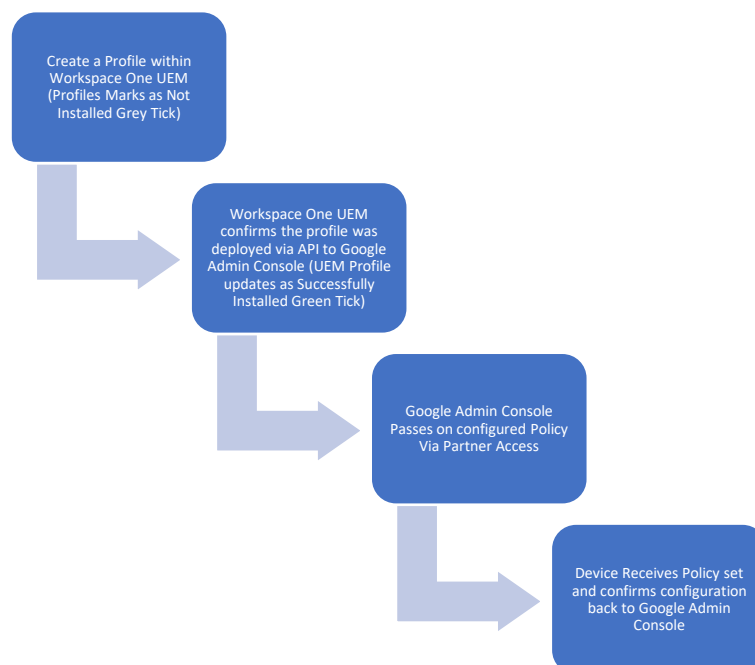 Create a Profile within
Workspace One UEM
(Profiles Marks as Not
Installed Grey Tick)
Workspace One UEM
confirms the profile was
deployed via API to Google
Admin Console (UEM Profile
updates as Successfully
Installed Green Tick)
Google Admin Console
Passes on configured Policy
Via Partner Access
Device Receives Policy set
and confirms configuration
back to Google Admin
Console